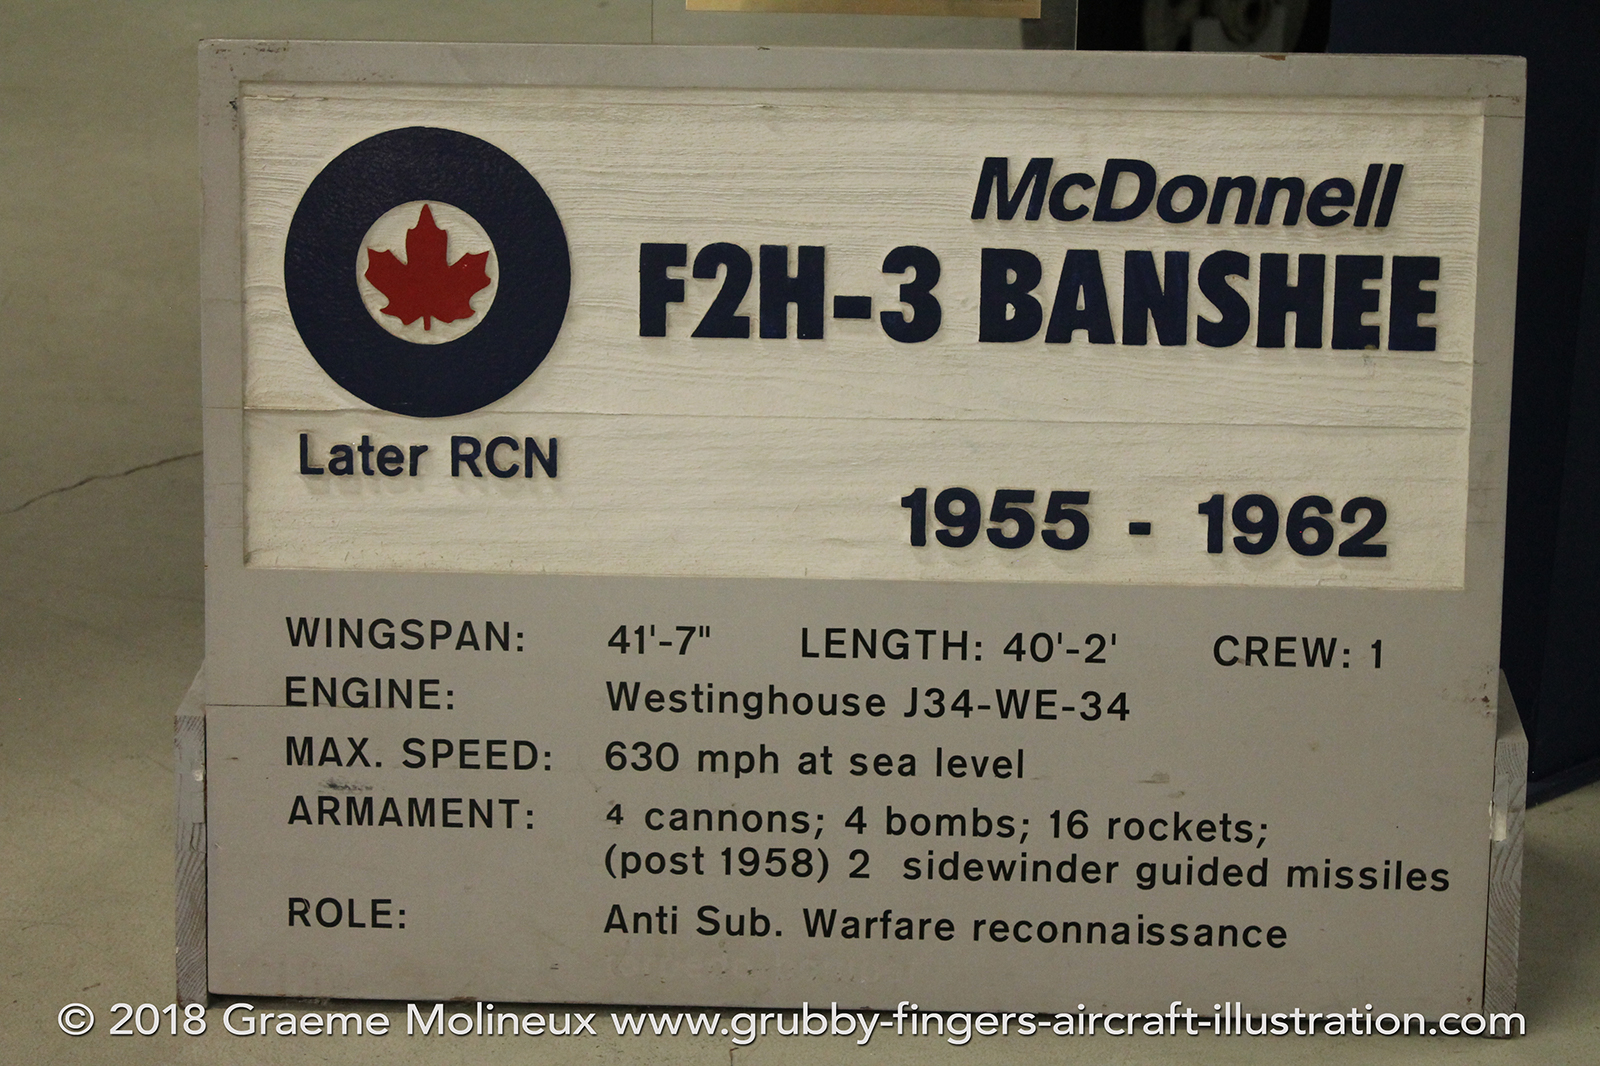 McDonnell
F2H-3 BANSHEE
Later RCN
1955 - 1962
WINGSPAN: 41'-7" LENGTH: 40'-2' CREW: 1
ENGINE: Westinghouse J34-WE-34
MAX. SPEED: 630 mph at sea level
ARMAMENT: 4 cannons; 4 bombs; 16 rockets;
(post 1958) 2 sidewinder guided missiles
ROLE: Anti Sub. Warfare reconnaissance
© 2018 Graeme Molineux www.grubby-fingers-aircraft-illustration.com